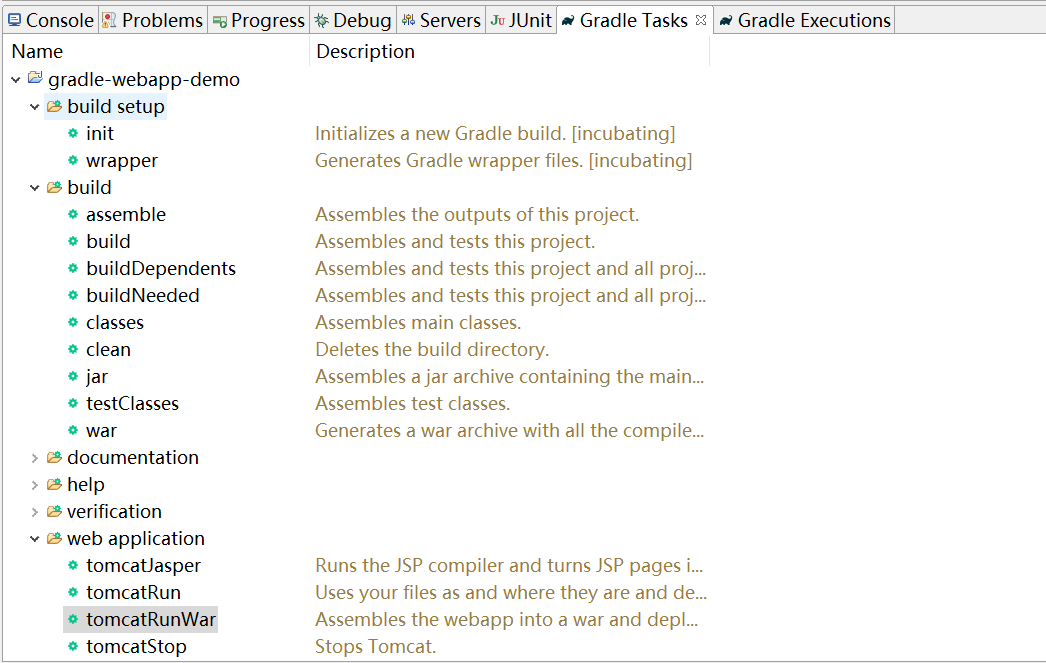 Console Problems Progress Debug Servers JUnit Gradle Tasks Gradle Executions
Name Description
gradle-webapp-demo
build setup
init Initializes a new Gradle build. [incubating]
wrapper Generates Gradle wrapper files. [incubating]
build
assemble Assembles the outputs of this project.
build Assembles and tests this project.
buildDependents Assembles and tests this project and all proj...
buildNeeded Assembles and tests this project and all proj...
classes Assembles main classes.
clean Deletes the build directory.
jar Assembles a jar archive containing the main...
testClasses Assembles test classes.
war Generates a war archive with all the compile...
documentation
help
verification
web application
tomcatJasper Runs the JSP compiler and turns JSP pages i...
tomcatRun Uses your files as and where they are and de...
tomcatRunWar Assembles the webapp into a war and depl...
tomcatStop Stops Tomcat.